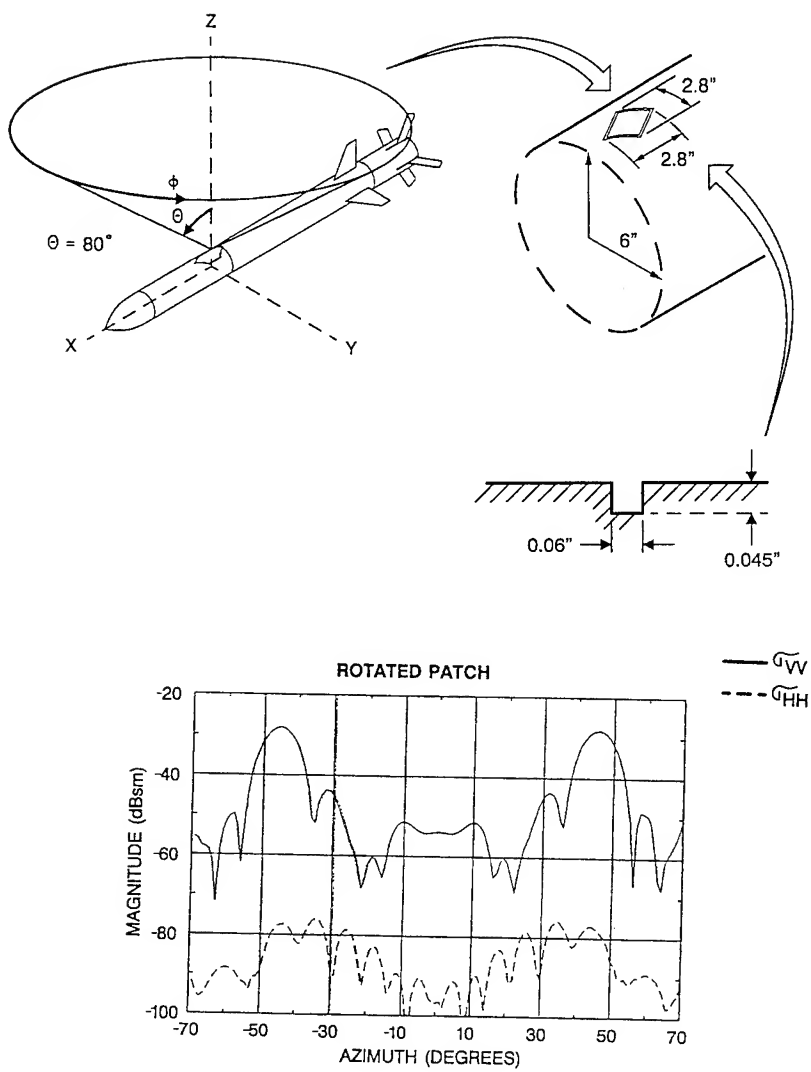 Z
ϕ
Θ
Θ = 80°
X
Y
2.8"
2.8"
6"
0.06"
0.045"
ROTATED PATCH
σVV
σHH
MAGNITUDE (dBsm)
-20
-40
-60
-80
-100
-70 -50 -30 -10 10 30 50 70
AZIMUTH (DEGREES)